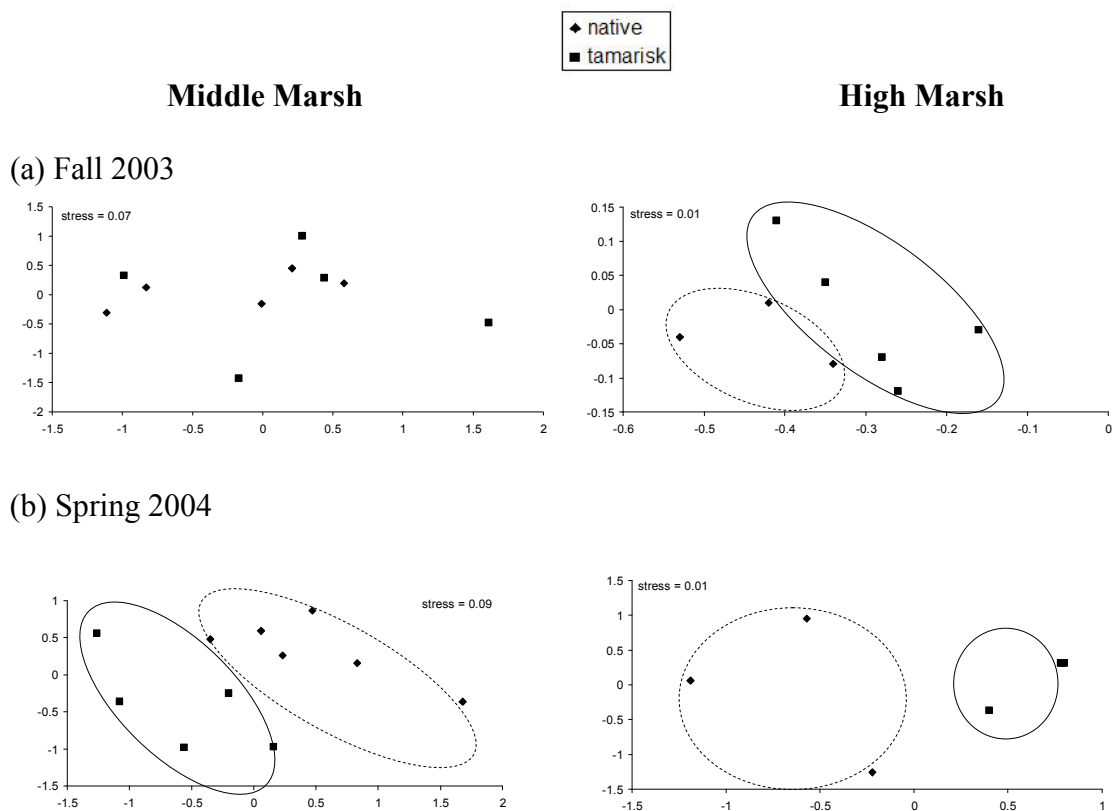 native
tamarisk
Middle Marsh
High Marsh
(a) Fall 2003
stress = 0.07
1.5
1
0.5
0
-0.5
-1
-1.5
-2
-1.5 -1 -0.5 0 0.5 1 1.5 2
stress = 0.01
0.15
0.1
0.05
0
-0.05
-0.1
-0.15
-0.6 -0.5 -0.4 -0.3 -0.2 -0.1 0
(b) Spring 2004
stress = 0.09
1
0.5
0
-0.5
-1
-1.5
-1.5 -1 -0.5 0 0.5 1 1.5 2
stress = 0.01
1.5
1
0.5
0
-0.5
-1
-1.5
-1.5 -1 -0.5 0 0.5 1